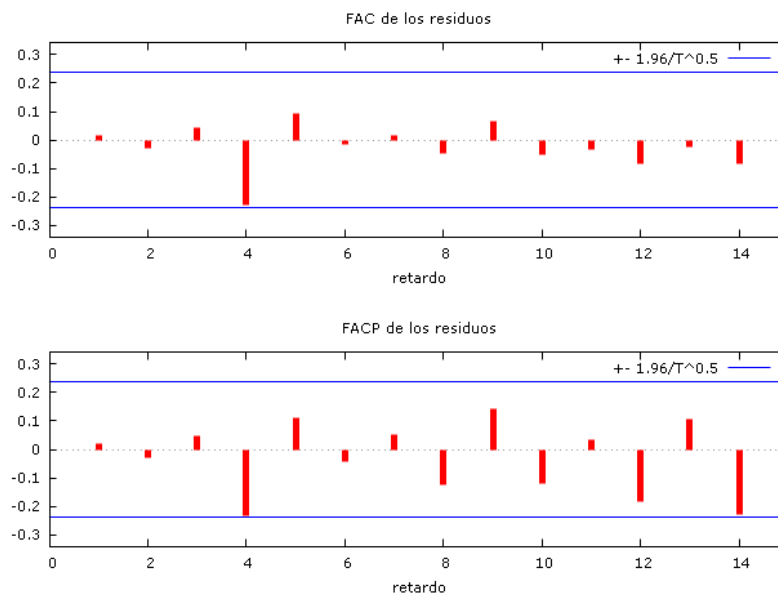 FAC de los residuos
0.3
+- 1.96/T^0.5
0.2
0.1
0
-0.1
-0.2
-0.3
0 2 4 6 8 10 12 14
retardo
FACP de los residuos
0.3
+- 1.96/T^0.5
0.2
0.1
0
-0.1
-0.2
-0.3
0 2 4 6 8 10 12 14
retardo